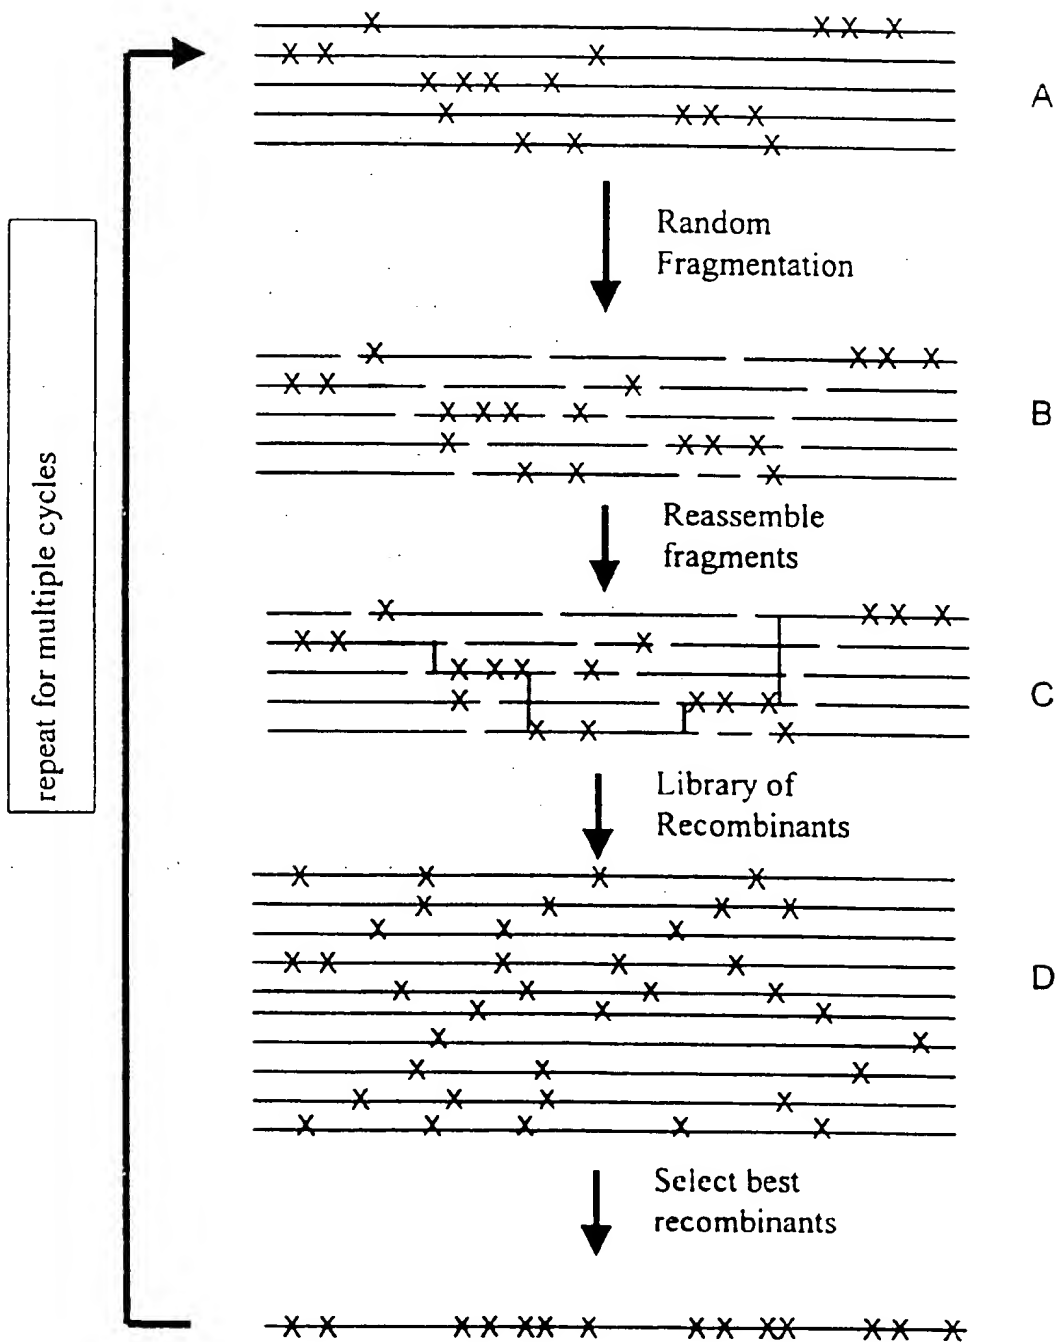 A
Random
Fragmentation
B
Reassemble
fragments
C
Library of
Recombinants
D
Select best
recombinants
repeat for multiple cycles